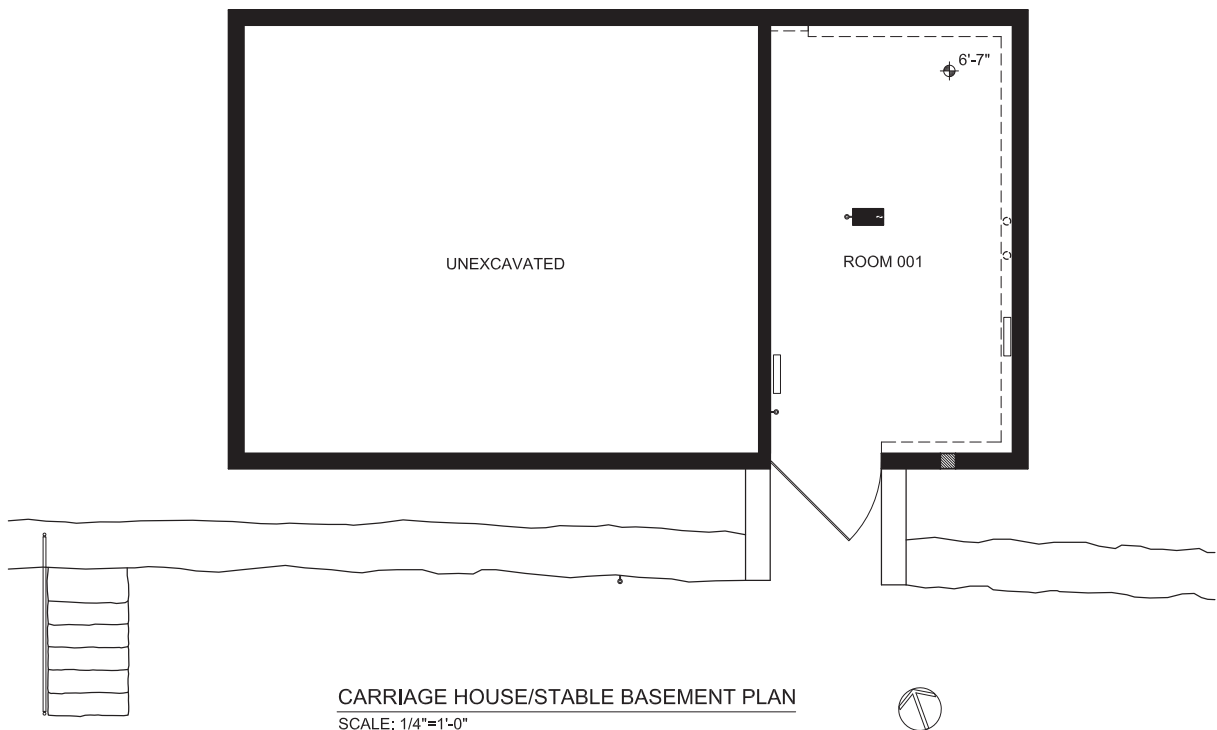 6'-7"
UNEXCAVATED
ROOM 001
CARRIAGE HOUSE/STABLE BASEMENT PLAN
SCALE: 1/4"=1'-0"